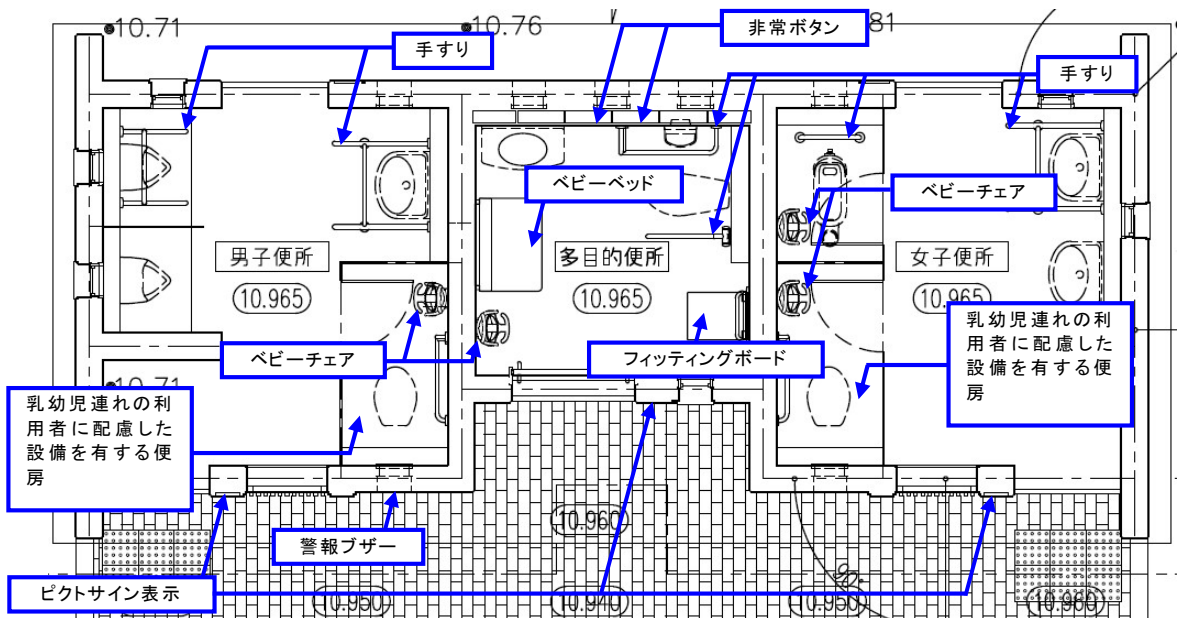 10.71
10.76
非常ボタン
81
手すり
手すり
ベビーベッド
ベビーチェア
男子便所
10.965
多目的便所
10.965
女子便所
10.965
乳幼児連れの利
用者に配慮した
設備を有する便
房
ベビーチェア
フィッティングボード
10.71
乳幼児連れの利
用者に配慮した
設備を有する便
房
10.960
警報ブザー
90°
ピクトサイン表示
10.950
10.940
10.950
10.960